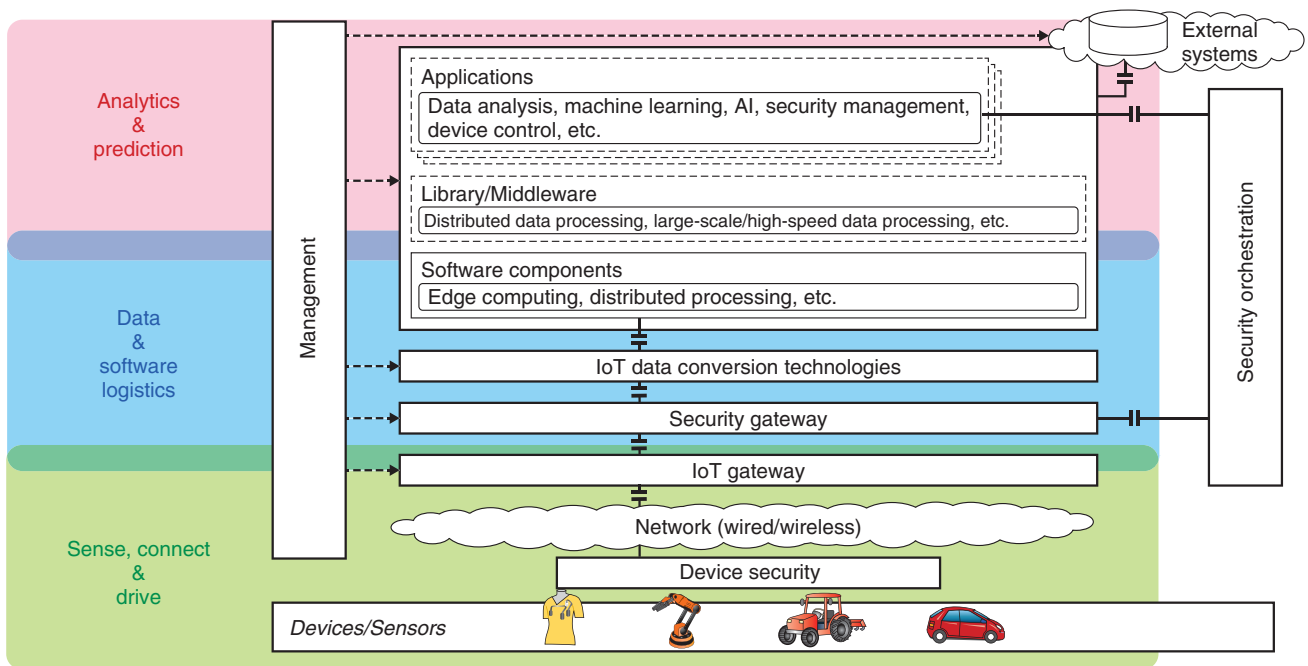 External
systems
Analytics
&
prediction
Management
Applications
Data analysis, machine learning, AI, security management,
device control, etc.
Library/Middleware
Distributed data processing, large-scale/high-speed data processing, etc.
Security orchestration
Data
&
software
logistics
Software components
Edge computing, distributed processing, etc.
IoT data conversion technologies
Security gateway
IoT gateway
Sense, connect
&
drive
Network (wired/wireless)
Device security
Devices/Sensors